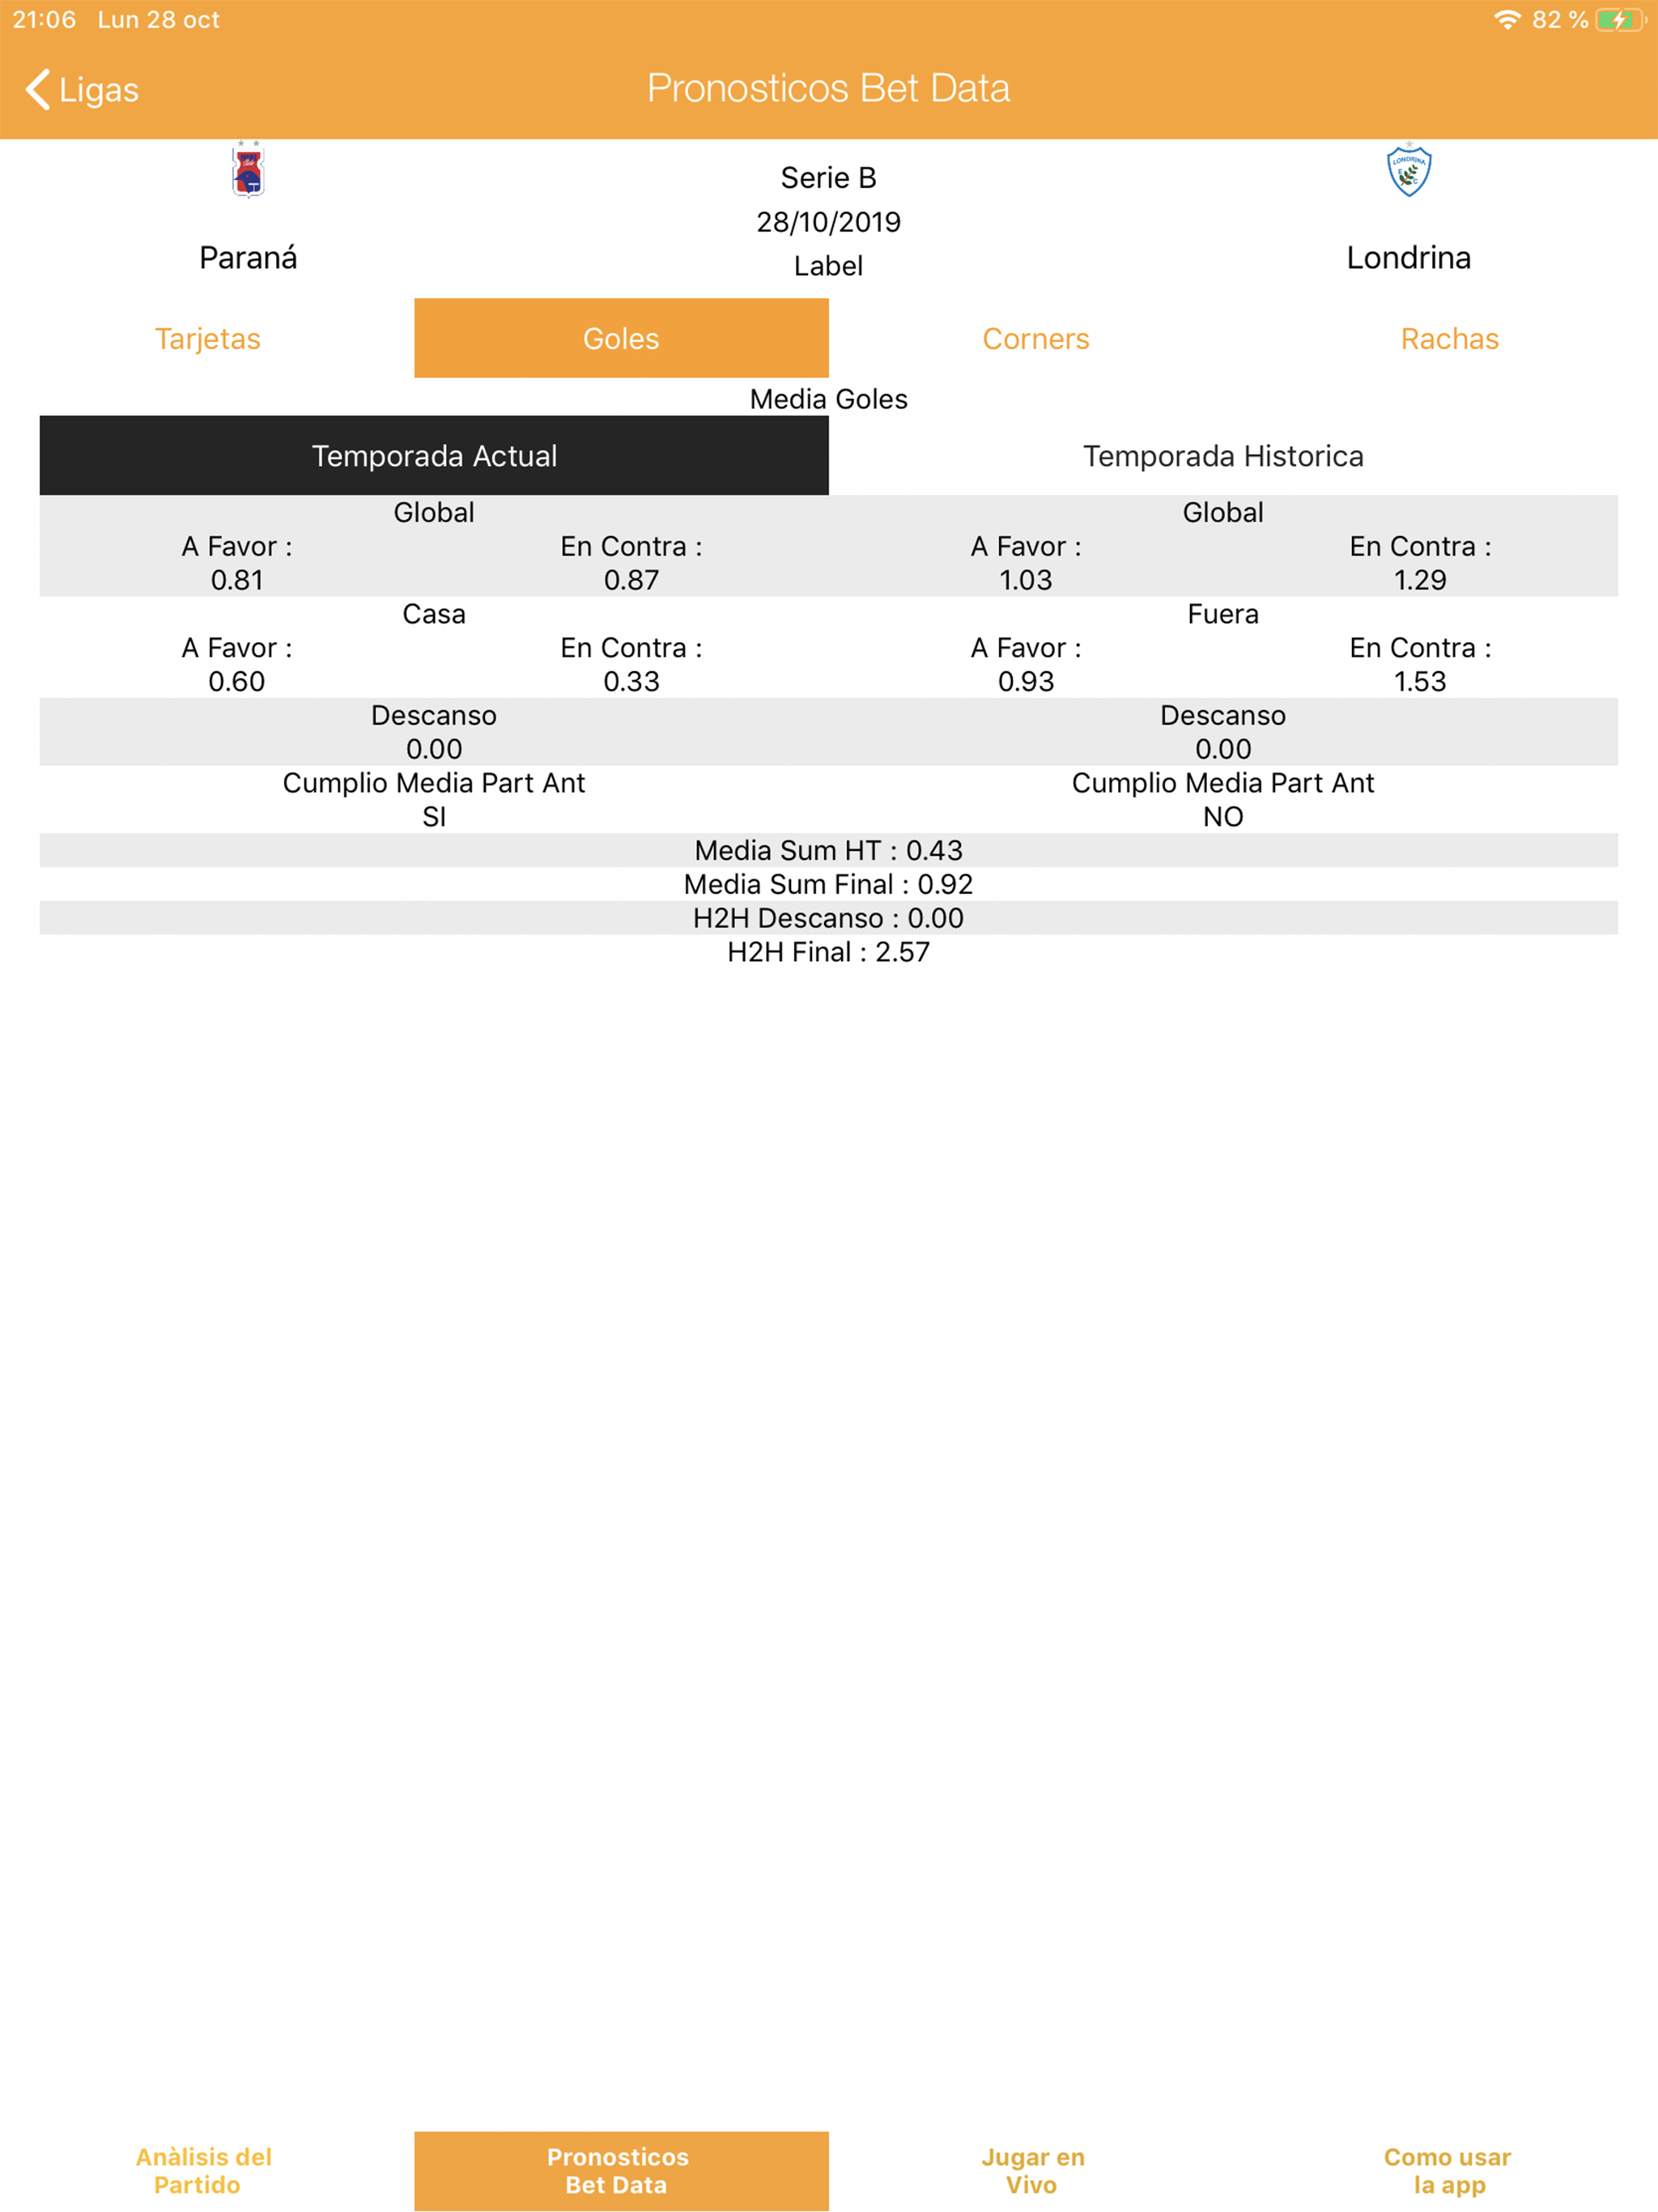 21:06 Lun 28 oct 82 %
Ligas
Pronosticos Bet Data
LONDRINA
E C
Serie B
28/10/2019
Label
Paraná
Londrina
Tarjetas Goles Corners Rachas
Media Goles
Temporada Actual Temporada Historica
Global Global
A Favor : En Contra : A Favor : En Contra :
0.81 0.87 1.03 1.29
Casa Fuera
A Favor : En Contra : A Favor : En Contra :
0.60 0.33 0.93 1.53
Descanso Descanso
0.00 0.00
Cumplio Media Part Ant Cumplio Media Part Ant
SI NO
Media Sum HT : 0.43
Media Sum Final : 0.92
H2H Descanso : 0.00
H2H Final : 2.57
Anàlisis del Pronosticos Jugar en Como usar
Partido Bet Data Vivo la app